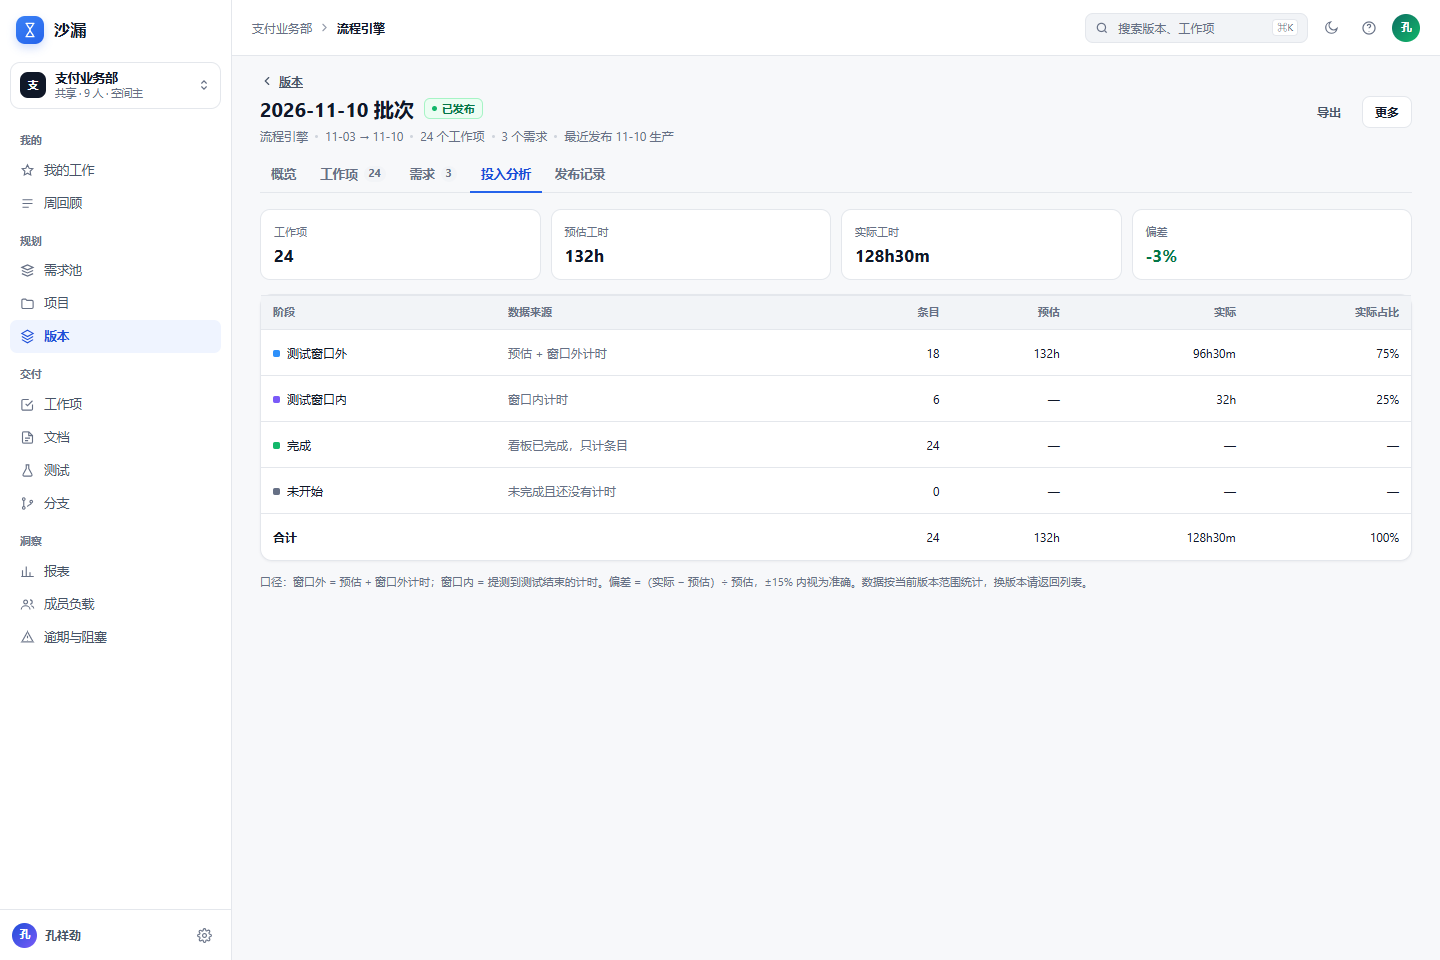 沙漏
支
支付业务部
共享 · 9 人 · 空间主
我的
我的工作
周回顾
规划
需求池
项目
版本
交付
工作项
文档
测试
分支
洞察
报表
成员负载
逾期与阻塞
孔
孔祥劲
支付业务部 > 流程引擎
搜索版本、工作项 ⌘K
孔
版本
2026-11-10 批次 已发布
导出 更多
流程引擎 • 11-03 → 11-10 • 24 个工作项 • 3 个需求 • 最近发布 11-10 生产
概览 工作项 24 需求 3 投入分析 发布记录
工作项 预估工时 实际工时 偏差
24 132h 128h30m -3%
阶段 数据来源 条目 预估 实际 实际占比
测试窗口外 预估 + 窗口外计时 18 132h 96h30m 75%
测试窗口内 窗口内计时 6 — 32h 25%
完成 看板已完成，只计条目 24 — — —
未开始 未完成且还没有计时 0 — — —
合计 24 132h 128h30m 100%
口径：窗口外 = 预估 + 窗口外计时；窗口内 = 提测到测试结束的计时。偏差 =（实际 − 预估）÷ 预估，±15% 内视为准确。数据按当前版本范围统计，换版本请返回列表。